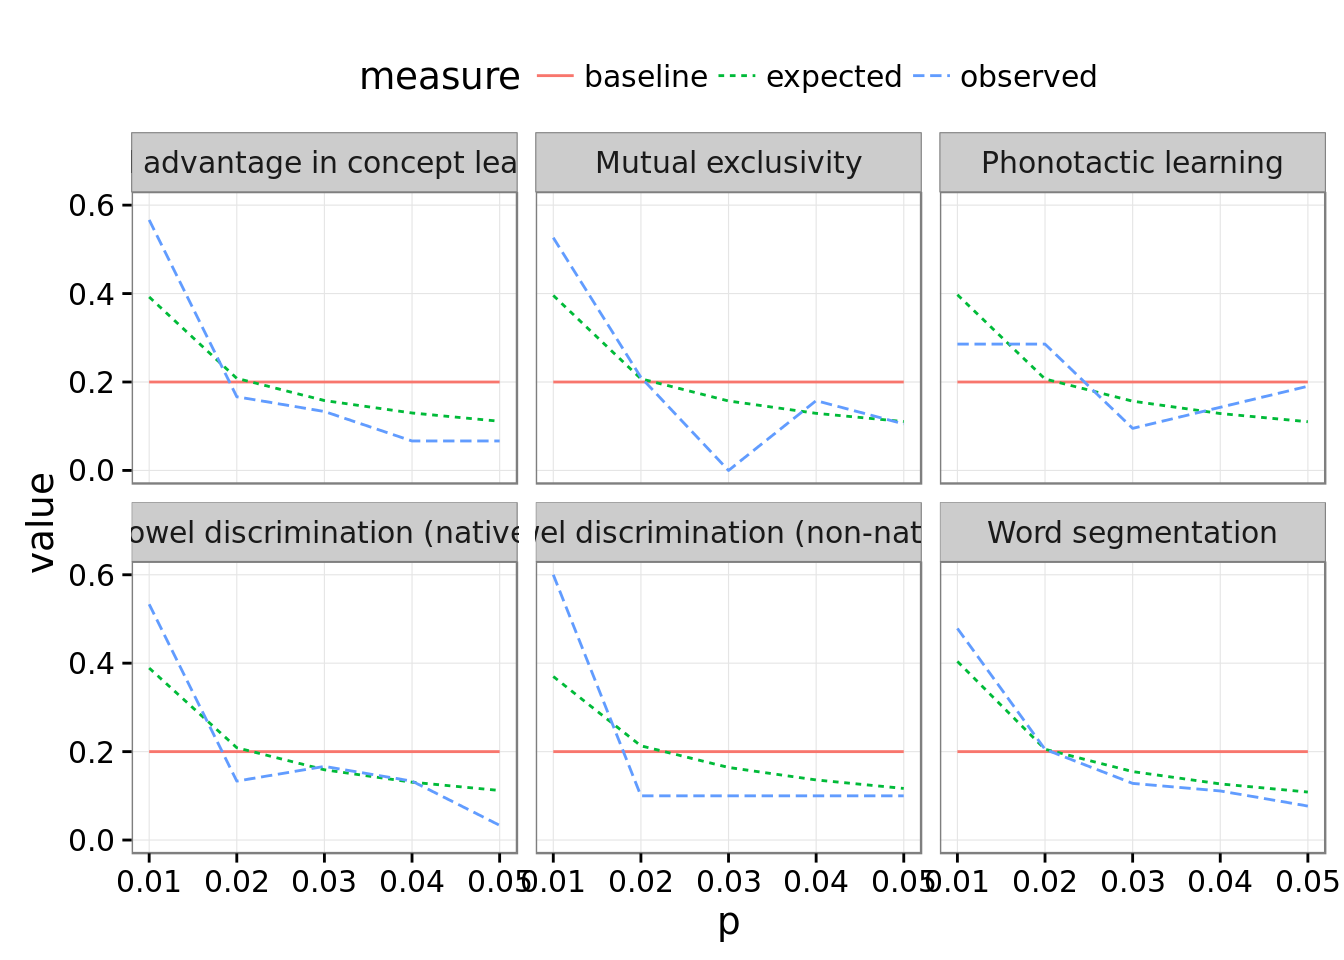 measure baseline expected observed
advantage in concept lea
Mutual exclusivity
Phonotactic learning
0.6
0.4
0.2
0.0
value
owel discrimination (native
vel discrimination (non-nat
Word segmentation
0.6
0.4
0.2
0.0
0.01 0.02 0.03 0.04 0.05 0.01 0.02 0.03 0.04 0.05 0.01 0.02 0.03 0.04 0.05
p